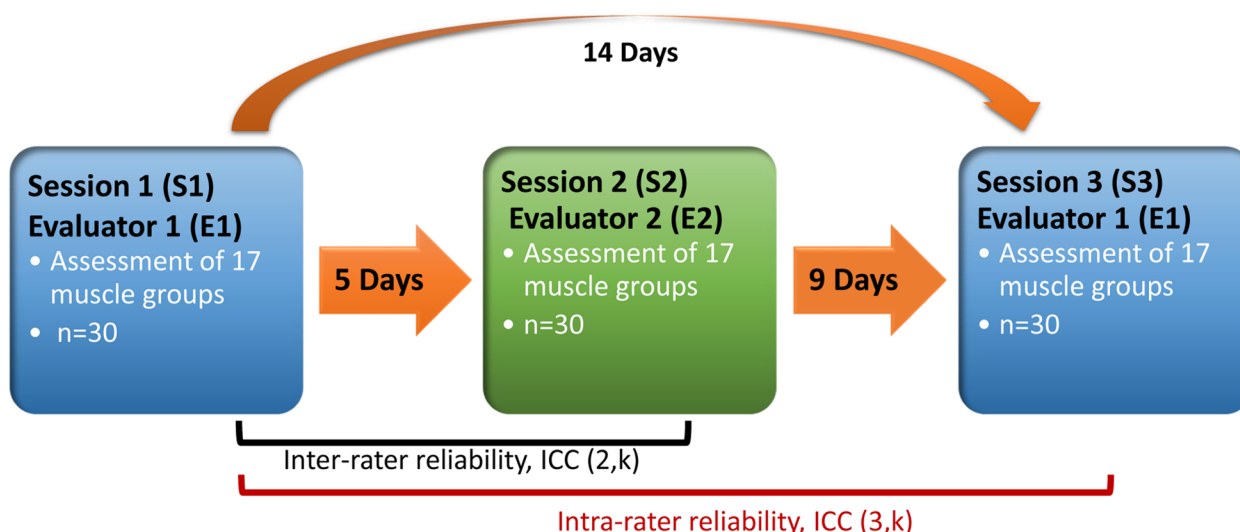 14 Days
Session 1 (S1)
Evaluator 1 (E1)
• Assessment of 17
muscle groups
• n=30
5 Days
Session 2 (S2)
Evaluator 2 (E2)
• Assessment of 17
muscle groups
• n=30
9 Days
Session 3 (S3)
Evaluator 1 (E1)
• Assessment of 17
muscle groups
• n=30
Inter-rater reliability, ICC (2,k)
Intra-rater reliability, ICC (3,k)